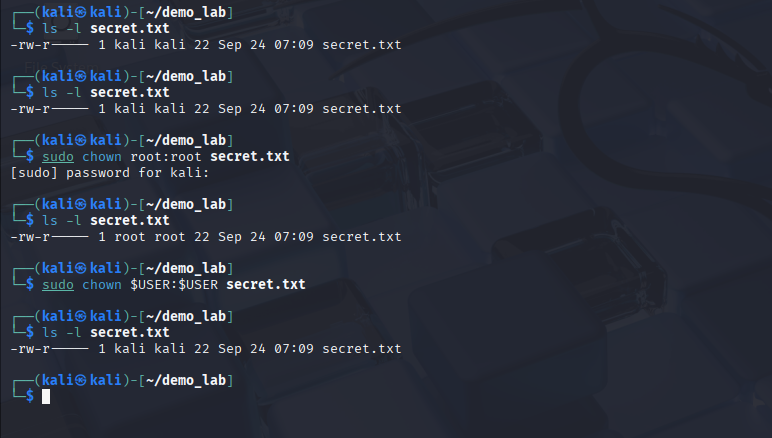 ┌──(kali㉿kali)-[~/demo_lab]
└─$ ls -l secret.txt
-rw-r----- 1 kali kali 22 Sep 24 07:09 secret.txt
┌──(kali㉿kali)-[~/demo_lab]
└─$ ls -l secret.txt
-rw-r----- 1 kali kali 22 Sep 24 07:09 secret.txt
┌──(kali㉿kali)-[~/demo_lab]
└─$ sudo chown root:root secret.txt
[sudo] password for kali:
┌──(kali㉿kali)-[~/demo_lab]
└─$ ls -l secret.txt
-rw-r----- 1 root root 22 Sep 24 07:09 secret.txt
┌──(kali㉿kali)-[~/demo_lab]
└─$ sudo chown $USER:$USER secret.txt
┌──(kali㉿kali)-[~/demo_lab]
└─$ ls -l secret.txt
-rw-r----- 1 kali kali 22 Sep 24 07:09 secret.txt
┌──(kali㉿kali)-[~/demo_lab]
└─$